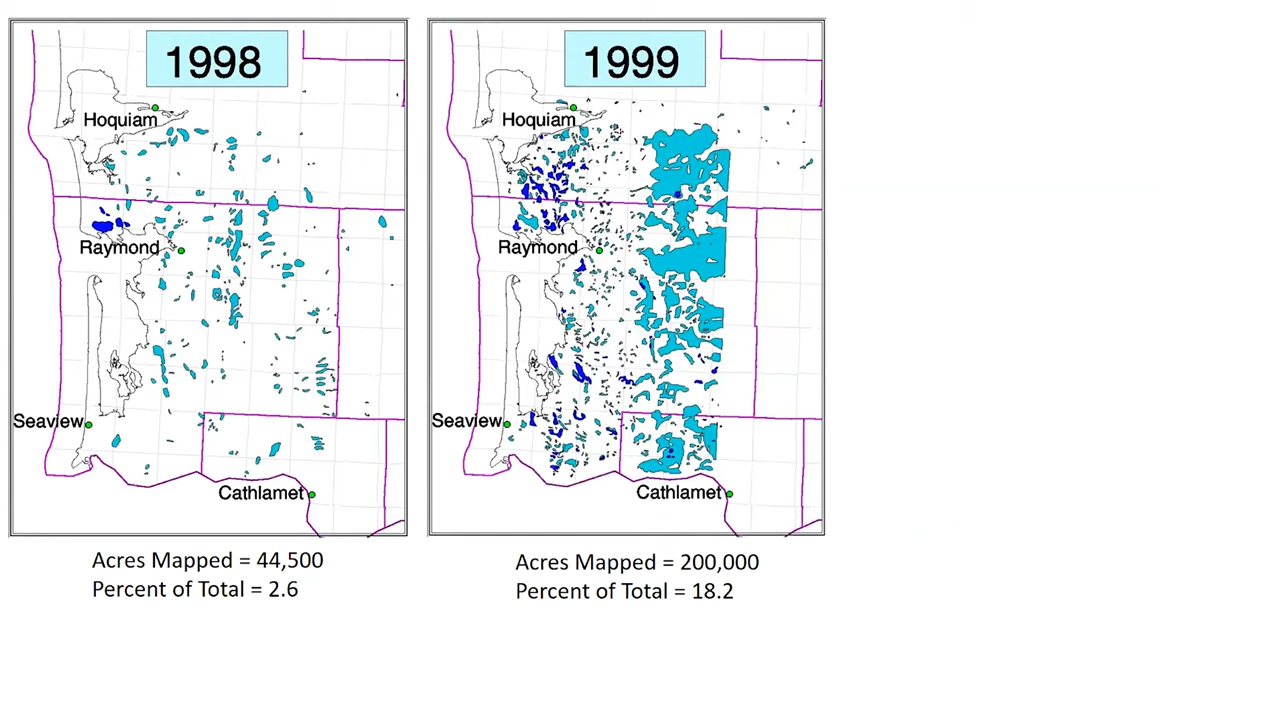 1998
Hoquiam
Raymond
Seaview
Cathlamet
Acres Mapped = 44,500
Percent of Total = 2.6
1999
Hoquiam
Raymond
Seaview
Cathlamet
Acres Mapped = 200,000
Percent of Total = 18.2